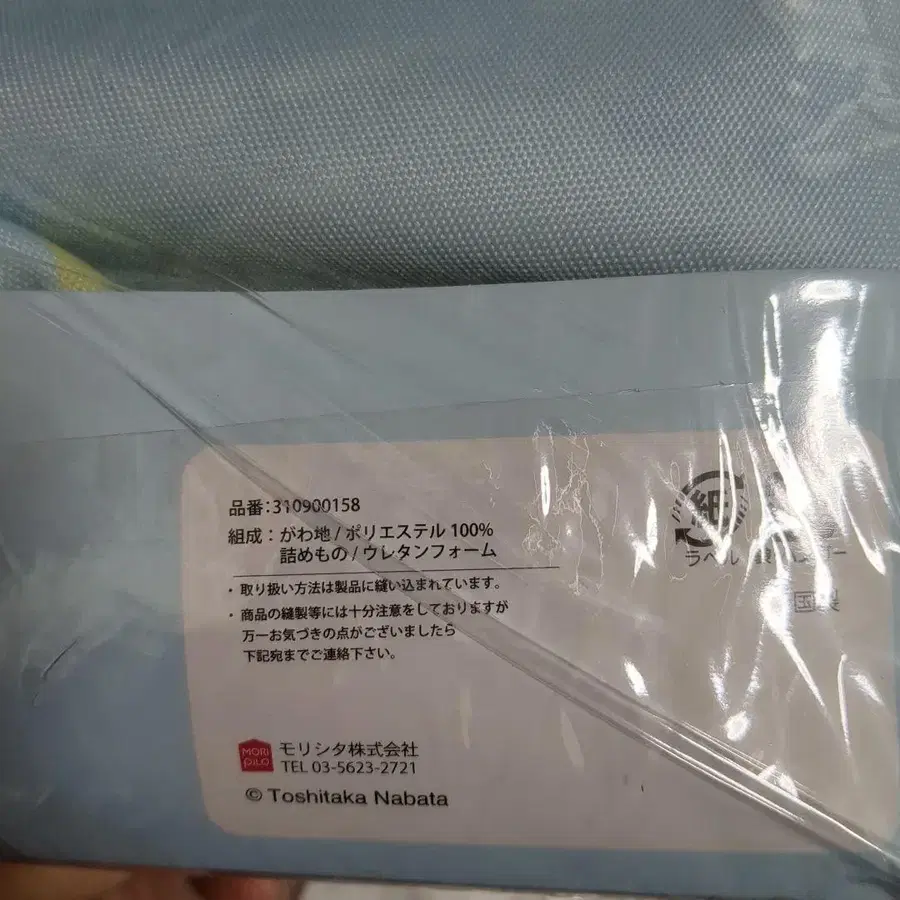 品番:310900158
組成：がわ地/ポリエステル 100%
詰めもの/ウレタンフォーム
・取り扱い方法は製品に縫い込まれています。
・商品の縫製等には十分注意をしておりますが
万一お気づきの点がございましたら
下記宛までご連絡下さい。
紙
ラベル
国製
MORI
PiLO
モリシタ株式会社
TEL 03-5623-2721
© Toshitaka Nabata